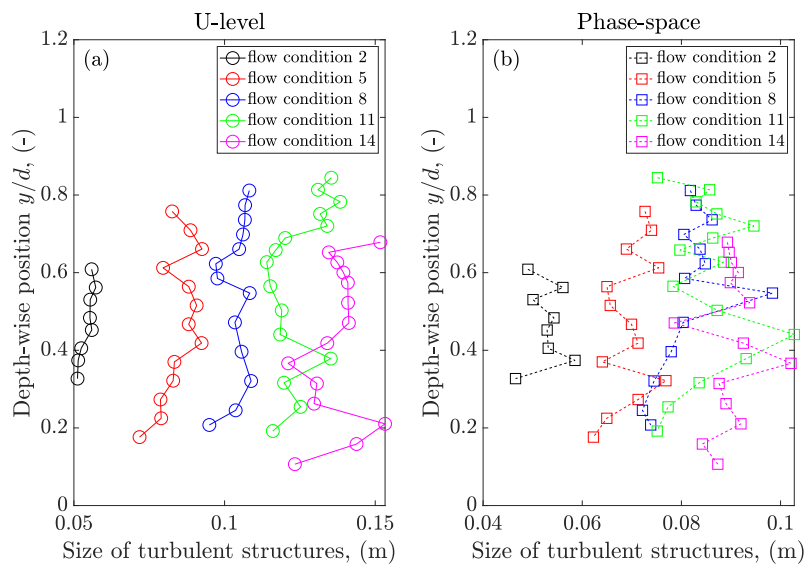 U-level
(a)
flow condition 2
flow condition 5
flow condition 8
flow condition 11
flow condition 14
1.2
1
0.8
0.6
0.4
0.2
0
0.05
0.1
0.15
Depth-wise position y/d, (-)
Size of turbulent structures, (m)
Phase-space
(b)
flow condition 2
flow condition 5
flow condition 8
flow condition 11
flow condition 14
1.2
1
0.8
0.6
0.4
0.2
0
0.04
0.06
0.08
0.1
Depth-wise position y/d, (-)
Size of turbulent structures, (m)